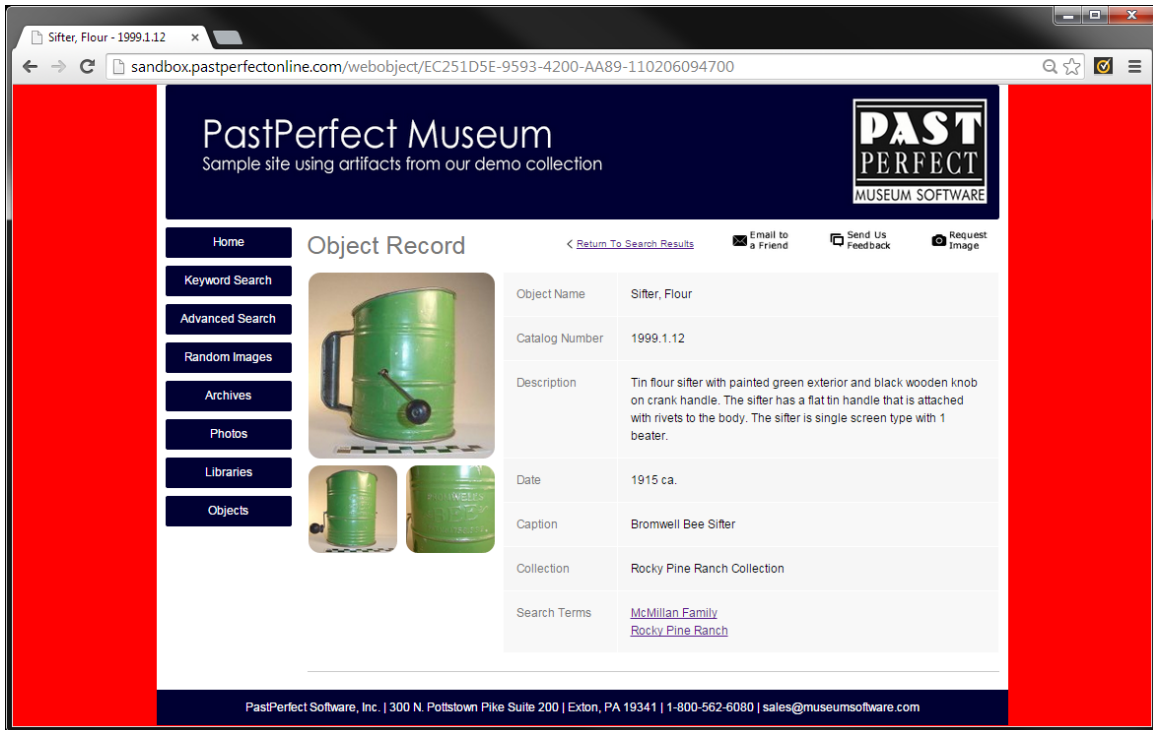 Sifter, Flour - 1999.1.12
sandbox.pastperfectonline.com/webobject/EC251D5E-9593-4200-AA89-110206094700
PastPerfect Museum
Sample site using artifacts from our demo collection
PAST
PERFECT
MUSEUM SOFTWARE
Home
Keyword Search
Advanced Search
Random Images
Archives
Photos
Libraries
Objects
Object Record
< Return To Search Results
Email to
a Friend
Send Us
Feedback
Request
Image
Object Name
Sifter, Flour
Catalog Number
1999.1.12
Description
Tin flour sifter with painted green exterior and black wooden knob
on crank handle. The sifter has a flat tin handle that is attached
with rivets to the body. The sifter is single screen type with 1
beater.
Date
1915 ca.
Caption
Bromwell Bee Sifter
Collection
Rocky Pine Ranch Collection
Search Terms
McMillan Family
Rocky Pine Ranch
PastPerfect Software, Inc. | 300 N. Pottstown Pike Suite 200 | Exton, PA 19341 | 1-800-562-6080 | sales@museumsoftware.com